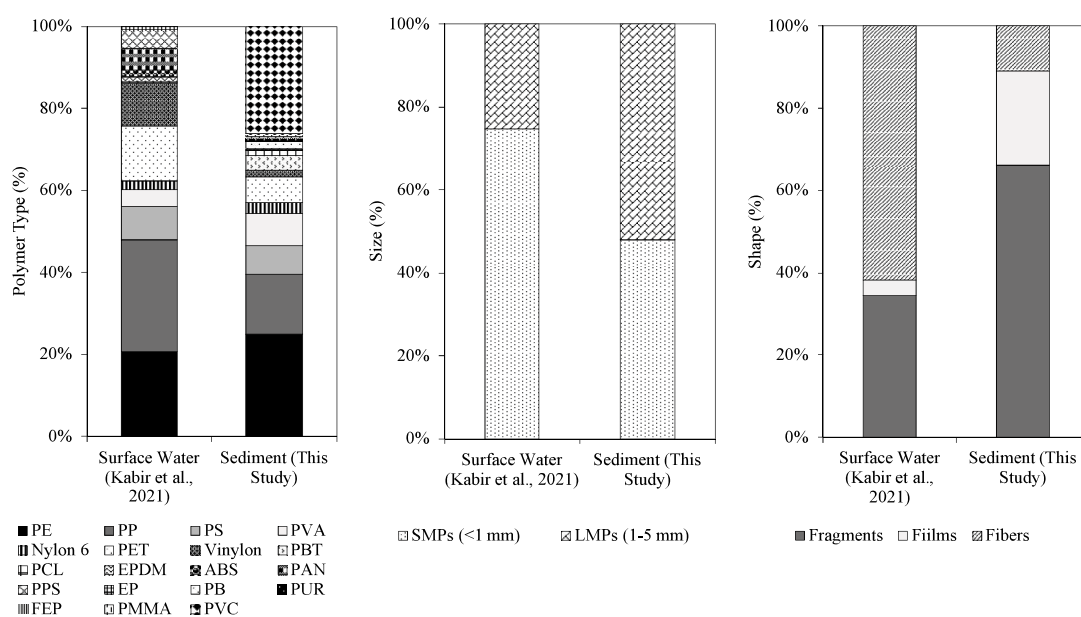 100%
80%
60%
40%
20%
0%
Polymer Type (%)
Surface Water
(Kabir et al.,
2021)
Sediment (This
Study)
PE PP PS PVA
Nylon 6 PET Vinylon PBT
PCL EPDM ABS PAN
PPS EP PB PUR
FEP PMMA PVC
100%
80%
60%
40%
20%
0%
Size (%)
Surface Water
(Kabir et al., 2021)
Sediment (This
Study)
SMPs (<1 mm) LMPs (1-5 mm)
100%
80%
60%
40%
20%
0%
Shape (%)
Surface Water
(Kabir et al.,
2021)
Sediment (This
Study)
Fragments Fiilms Fibers